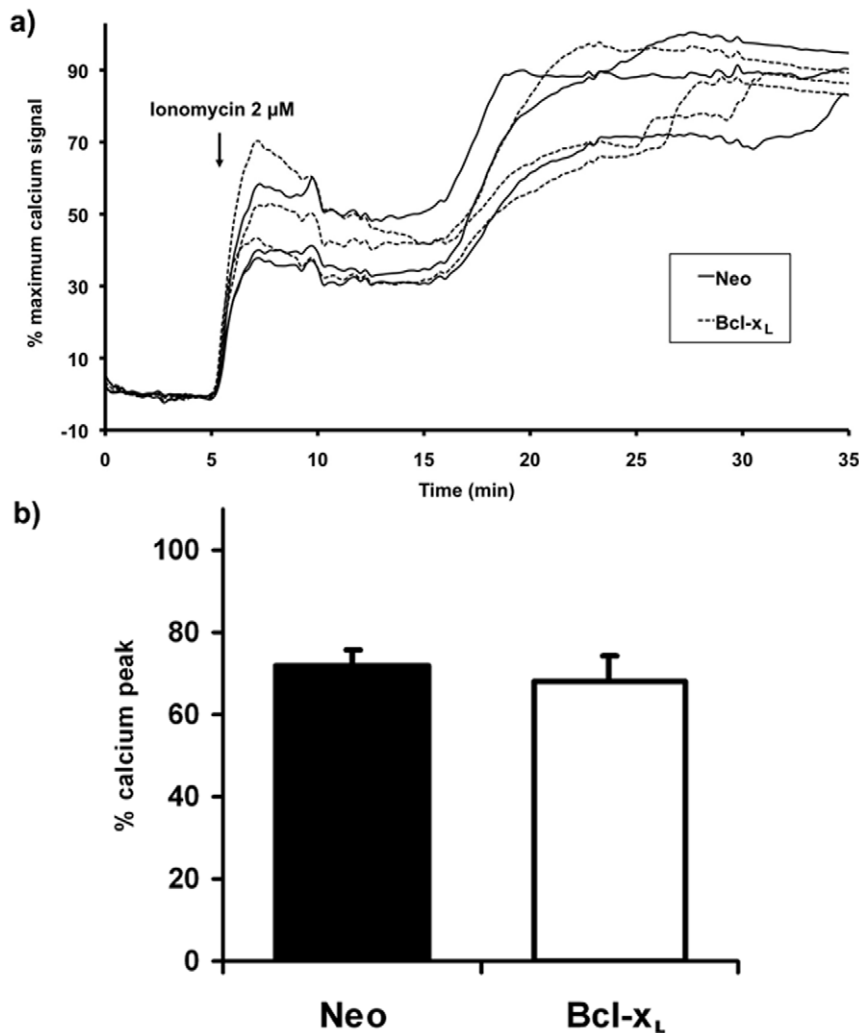 a)
% maximum calcium signal
90
70
50
30
10
-10
Ionomycin 2 µM
Neo
Bcl-xL
0 5 10 15 20 25 30 35
Time (min)
b)
% calcium peak
100
80
60
40
20
0
Neo Bcl-xL